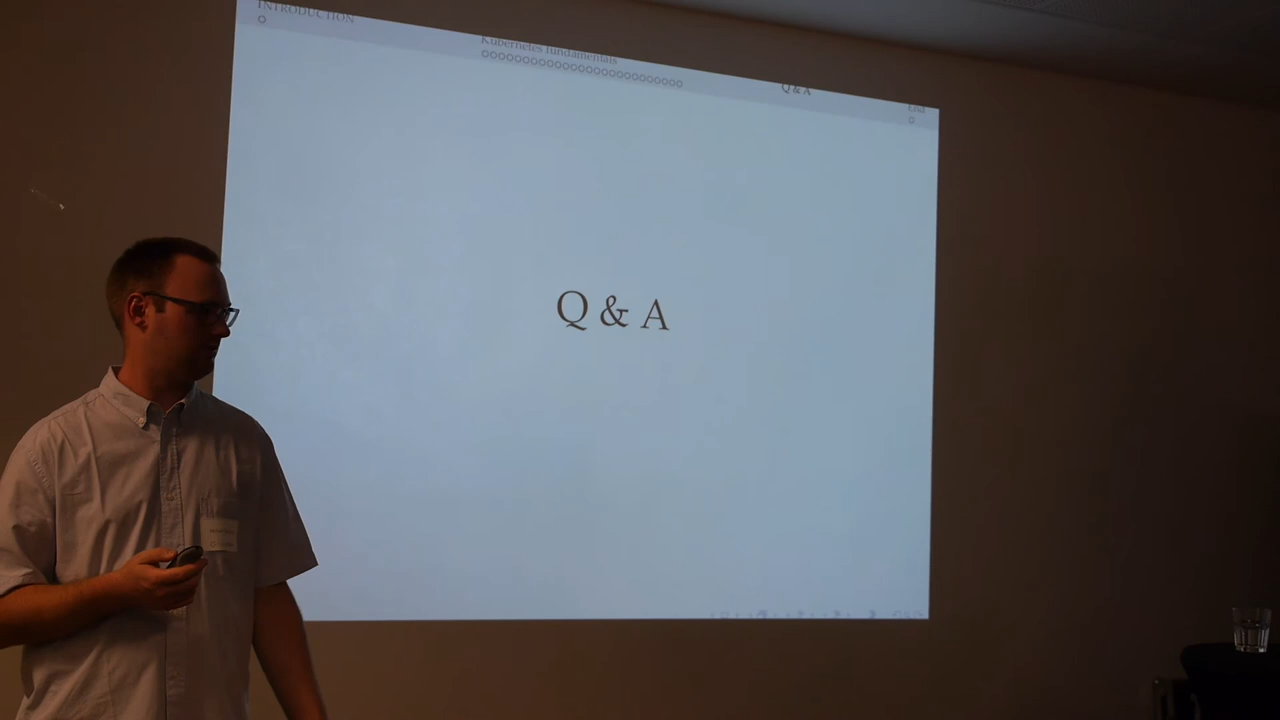 INTRODUCTION
Kubernetes fundamentals
Q & A
End
Q & A